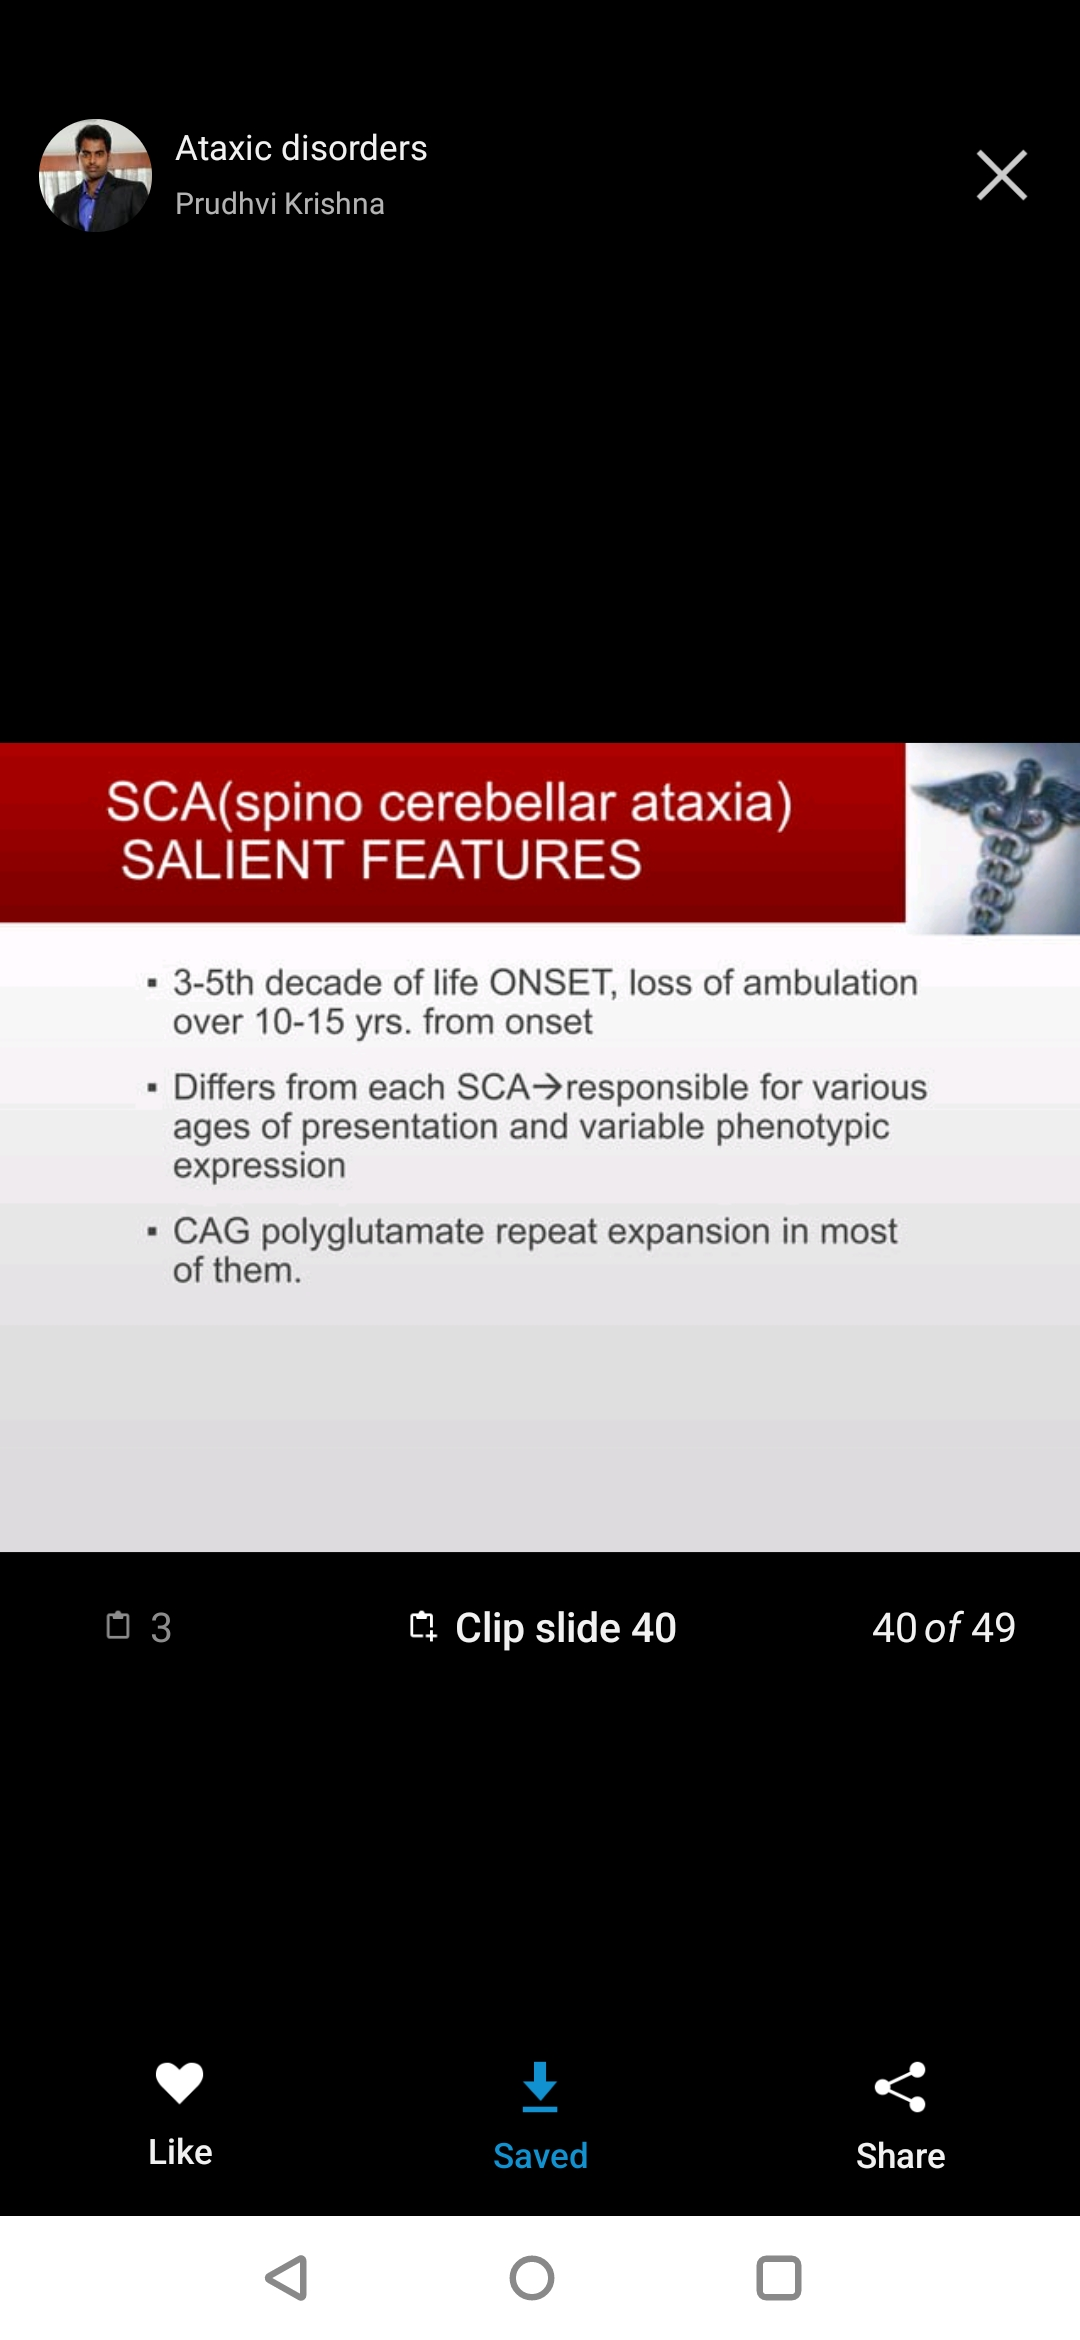 Ataxic disorders
Prudhvi Krishna
SCA(spino cerebellar ataxia)
SALIENT FEATURES
▪ 3-5th decade of life ONSET, loss of ambulation
over 10-15 yrs. from onset
▪ Differs from each SCA→responsible for various
ages of presentation and variable phenotypic
expression
▪ CAG polyglutamate repeat expansion in most
of them.
3
Clip slide 40
40 of 49
Like
Saved
Share